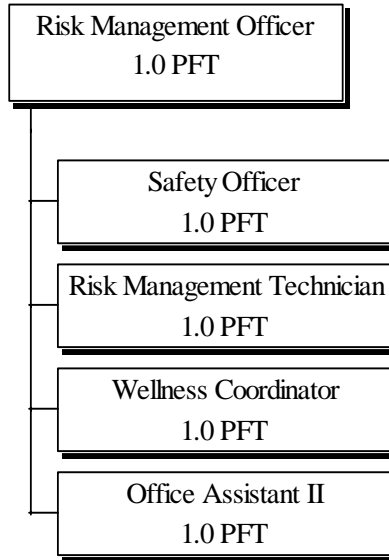 Risk Management Officer
1.0 PFT
Safety Officer
1.0 PFT
Risk Management Technician
1.0 PFT
Wellness Coordinator
1.0 PFT
Office Assistant II
1.0 PFT